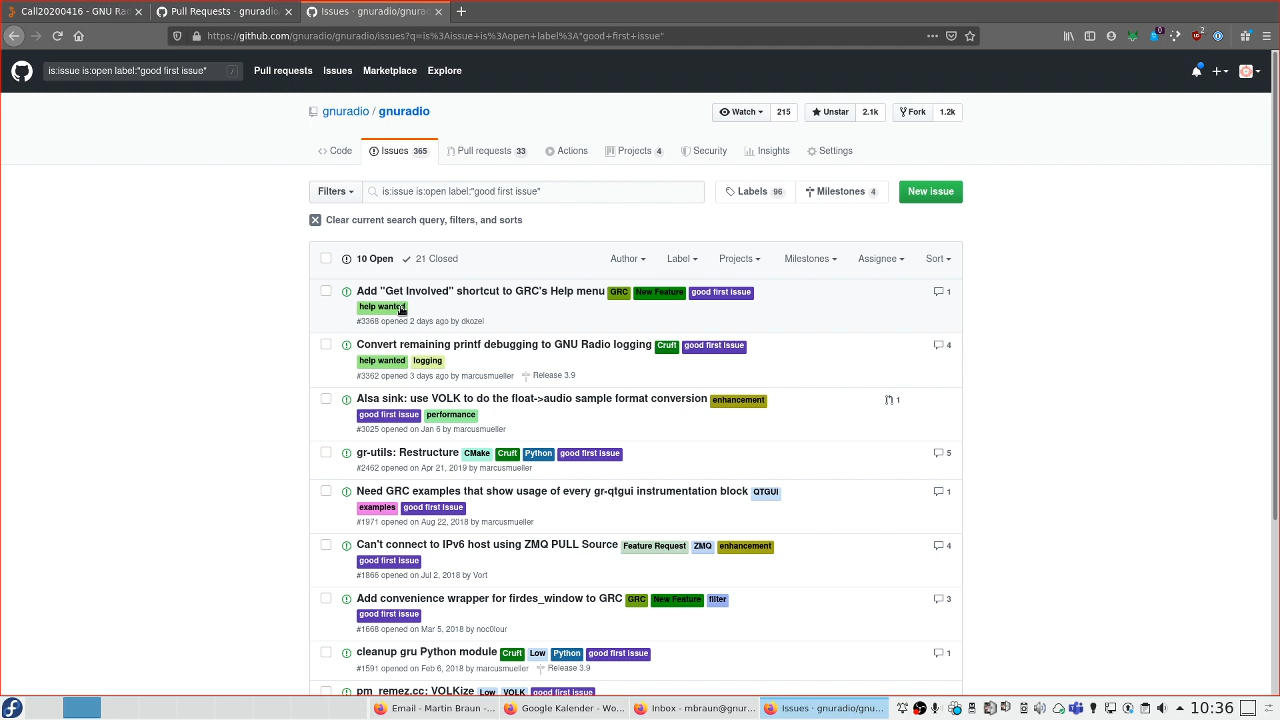 Call20200416 - GNU Ra
Pull Requests · gnuradio
Issues · gnuradio/gnura
https://github.com/gnuradio/gnuradio/issues?q=is%3Aissue+is%3Aopen+label%3A"good+first+issue"
is:issue is:open label:"good first issue" /
Pull requests Issues Marketplace Explore
gnuradio / gnuradio
Watch 215 Unstar 2.1k Fork 1.2k
Code Issues 365 Pull requests 33 Actions Projects 4 Security Insights Settings
Filters is:issue is:open label:"good first issue" Labels 96 Milestones 4 New issue
Clear current search query, filters, and sorts
10 Open 21 Closed Author Label Projects Milestones Assignee Sort
Add "Get Involved" shortcut to GRC's Help menu GRC New Feature good first issue 1
help wanted
#3368 opened 2 days ago by dkozel
Convert remaining printf debugging to GNU Radio logging Cruft good first issue 4
help wanted logging
#3362 opened 3 days ago by marcusmueller Release 3.9
Alsa sink: use VOLK to do the float->audio sample format conversion enhancement 1
good first issue performance
#3025 opened on Jan 6 by marcusmueller
gr-utils: Restructure CMake Cruft Python good first issue 5
#2462 opened on Apr 21, 2019 by marcusmueller
Need GRC examples that show usage of every gr-qtgui instrumentation block QTGUI 1
examples good first issue
#1971 opened on Aug 22, 2018 by marcusmueller
Can't connect to IPv6 host using ZMQ PULL Source Feature Request ZMQ enhancement 4
good first issue
#1866 opened on Jul 2, 2018 by Vort
Add convenience wrapper for firdes_window to GRC GRC New Feature filter 3
good first issue
#1668 opened on Mar 5, 2018 by noc0lour
cleanup gru Python module Cruft Low Python good first issue 1
#1591 opened on Feb 6, 2018 by marcusmueller Release 3.9
pm_remez.cc: VOLKize Low VOLK good first issue
Email - Martin Braun -... Google Kalender - Wo... Inbox - mbraun@gnur... Issues · gnuradio/gnu... 10:36